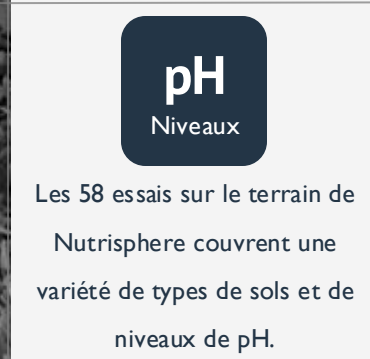 pH
Niveaux
Les 58 essais sur le terrain de
Nutrisphere couvrent une
variété de types de sols et de
niveaux de pH.